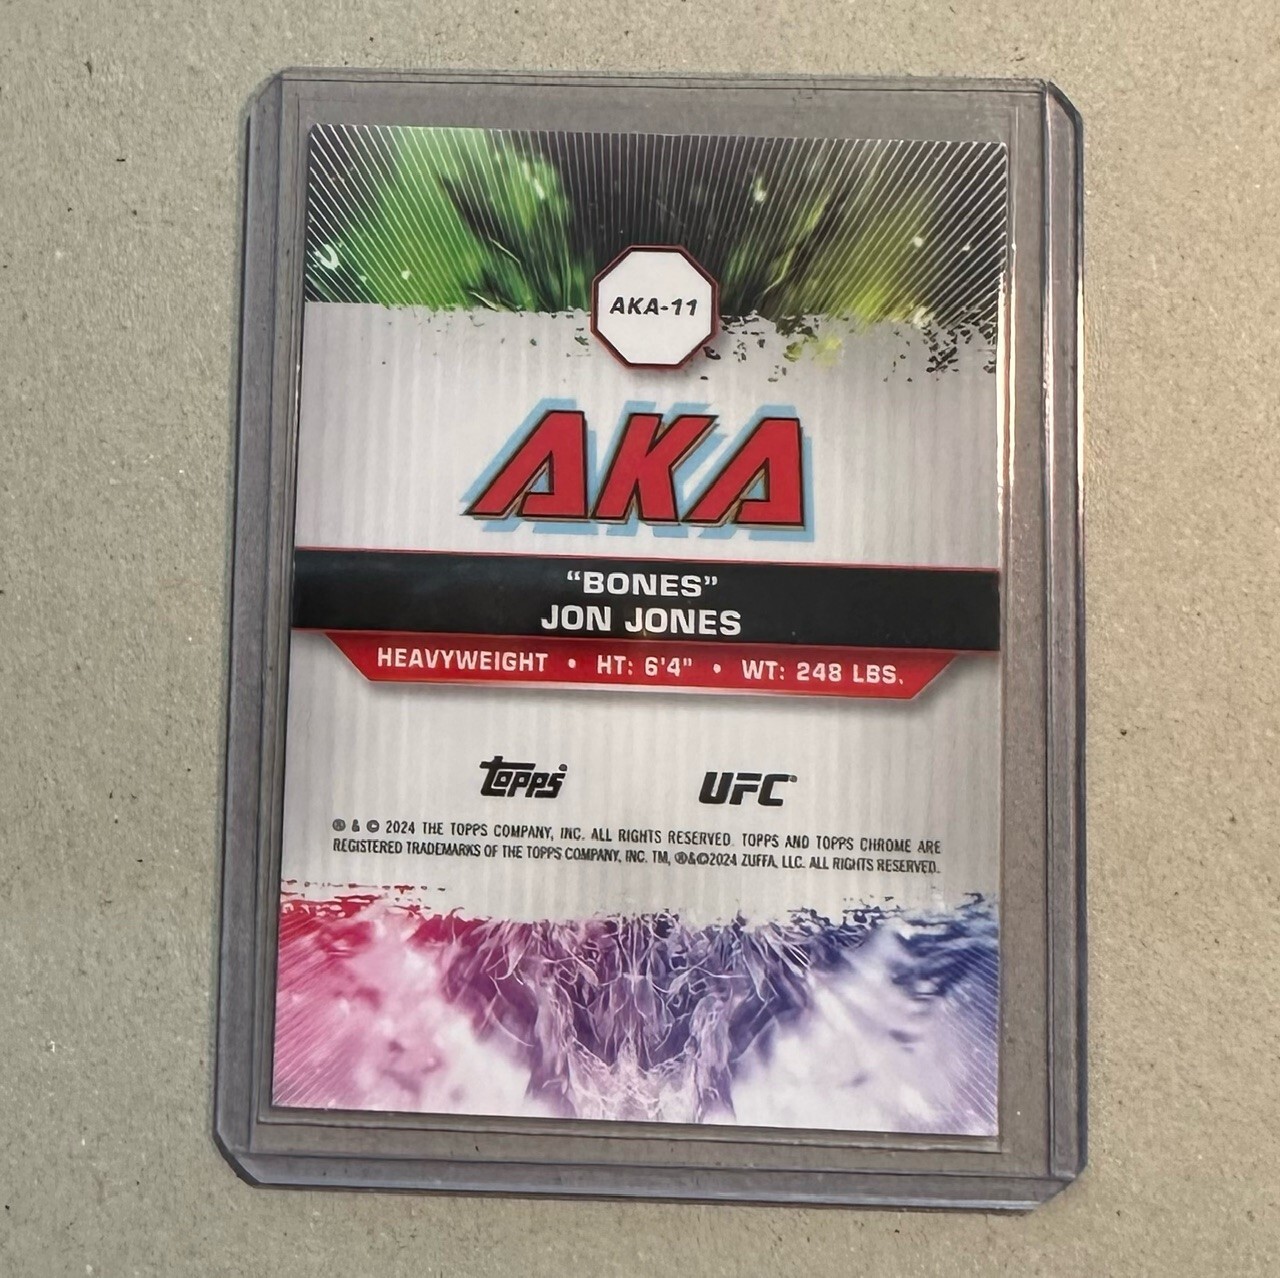 AKA-11
AKA
“BONES”
JON JONES
HEAVYWEIGHT • HT: 6'4" • WT: 248 LBS.
Topps UFC
® & © 2024 THE TOPPS COMPANY, INC. ALL RIGHTS RESERVED. TOPPS AND TOPPS CHROME ARE
REGISTERED TRADEMARKS OF THE TOPPS COMPANY, INC. TM, ®&©2024 ZUFFA, LLC. ALL RIGHTS RESERVED.